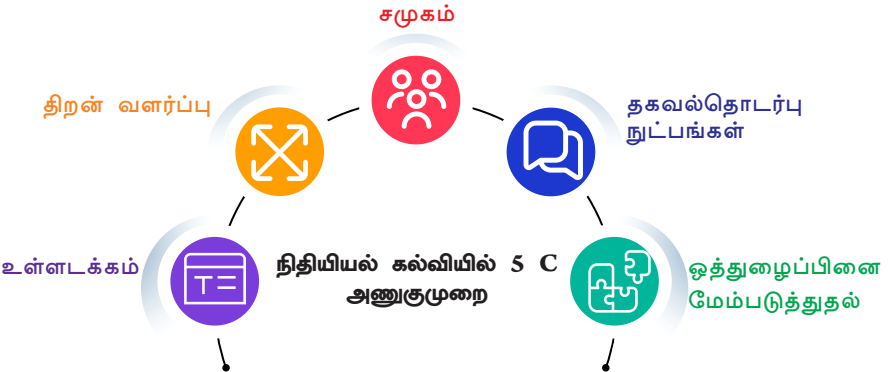 சமுகம்
திறன் வளர்ப்பு
தகவல்தொடர்பு
நுட்பங்கள்
உள்ளடக்கம்
நிதியியல் கல்வியில் 5 C
அணுகுமுறை
ஒத்துழைப்பினை
மேம்படுத்துதல்